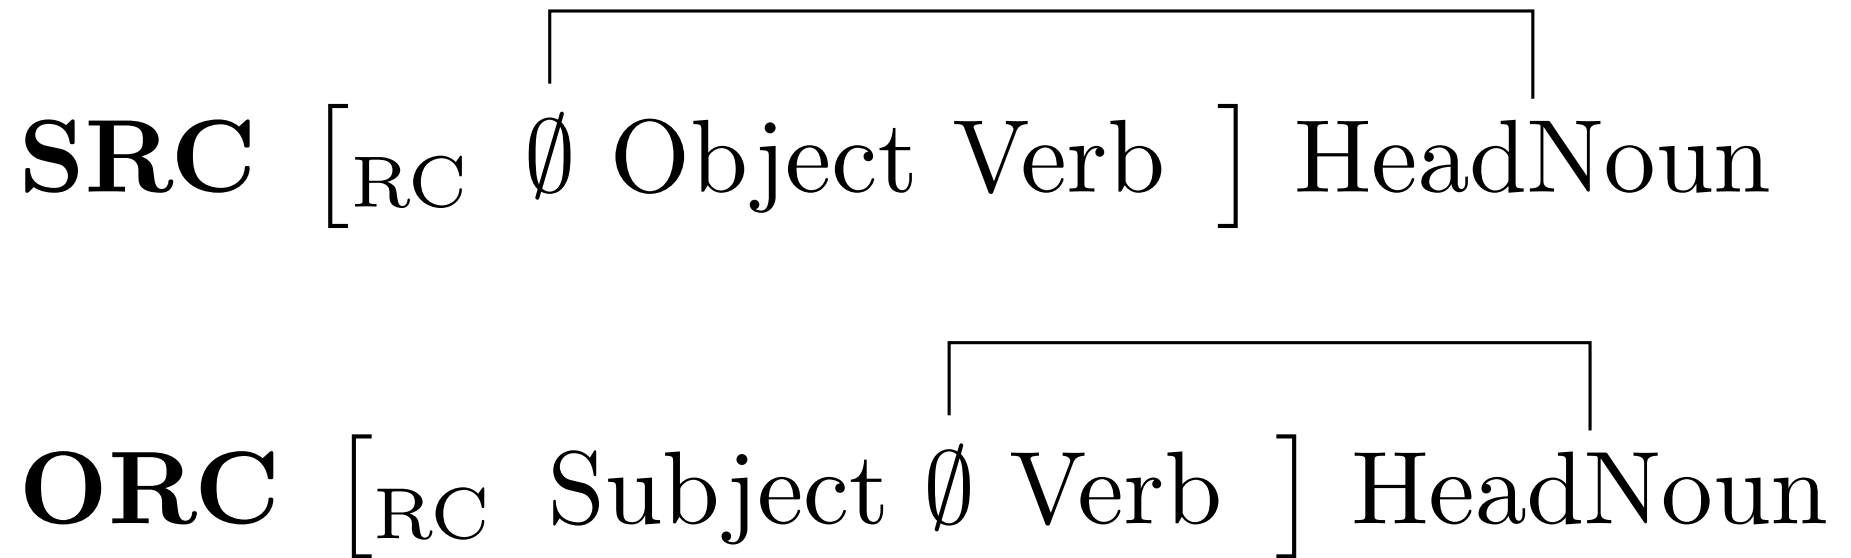 SRC [RC ∅ Object Verb ] HeadNoun
ORC [RC Subject ∅ Verb ] HeadNoun